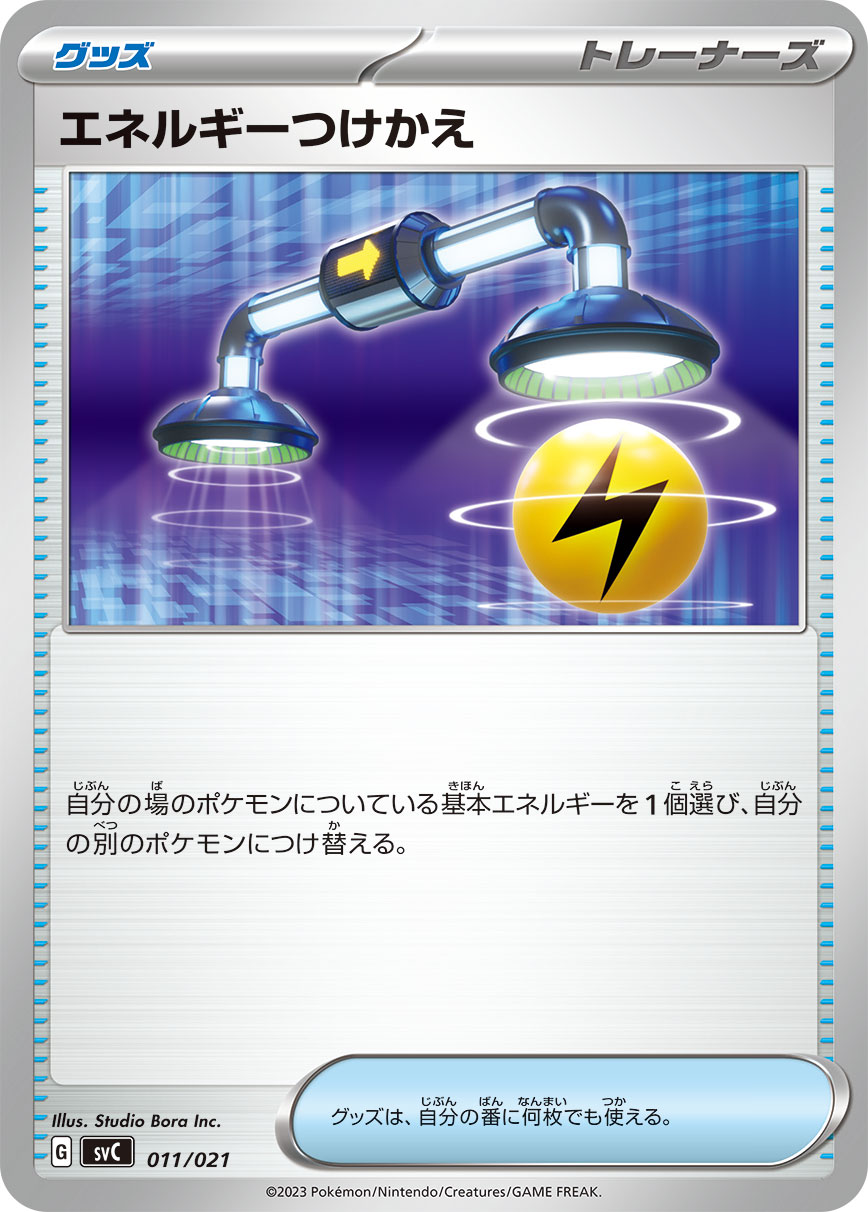 グッズ
トレーナーズ
エネルギーつけかえ
自分の場のポケモンについている基本エネルギーを1個選び、自分
の別のポケモンにつけ替える。
グッズは、自分の番に何枚でも使える。
Illus. Studio Bora Inc.
G svC 011/021
©2023 Pokémon/Nintendo/Creatures/GAME FREAK.